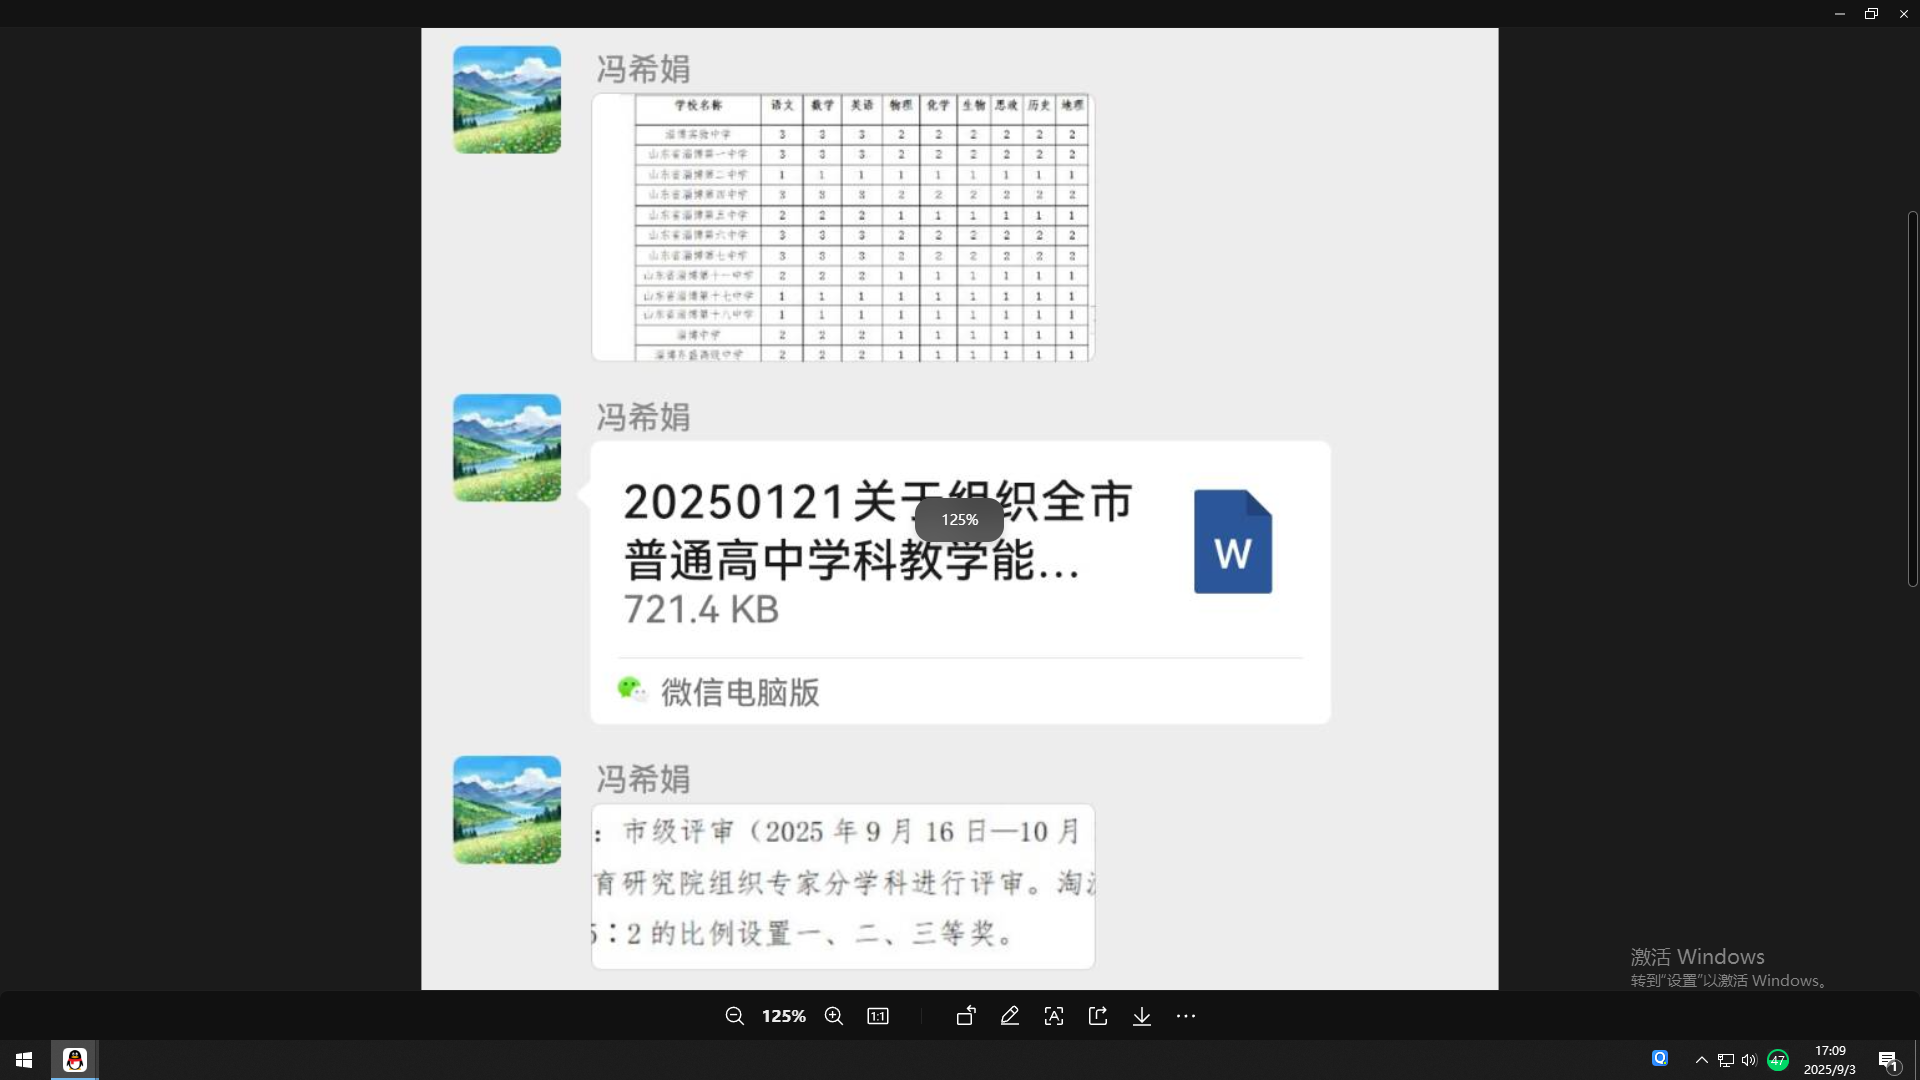 冯希娟
学校名称 语文 数学 英语 物理 化学 生物 思政 历史 地理
淄博实验中学 3 3 3 2 2 2 2 2 2
山东省淄博第一中学 3 3 3 2 2 2 2 2 2
山东省淄博第二中学 1 1 1 1 1 1 1 1 1
山东省淄博第四中学 3 3 3 2 2 2 2 2 2
山东省淄博第五中学 2 2 2 1 1 1 1 1 1
山东省淄博第六中学 3 3 3 2 2 2 2 2 2
山东省淄博第七中学 3 3 3 2 2 2 2 2 2
山东省淄博第十一中学 2 2 2 1 1 1 1 1 1
山东省淄博第十七中学 1 1 1 1 1 1 1 1 1
山东省淄博第十八中学 1 1 1 1 1 1 1 1 1
淄博中学 2 2 2 1 1 1 1 1 1
高级中学 2 2 2 1 1 1 1 1 1
冯希娟
20250121关于组织全市
普通高中学科教学能...
721.4 KB
W
125%
微信电脑版
冯希娟
：市级评审（2025 年 9 月 16 日—10 月
育研究院组织专家分学科进行评审。淘
5：2 的比例设置一、二、三等奖。
激活 Windows
转到"设置"以激活 Windows。
125%
1:1
47
17:09
2025/9/3
1